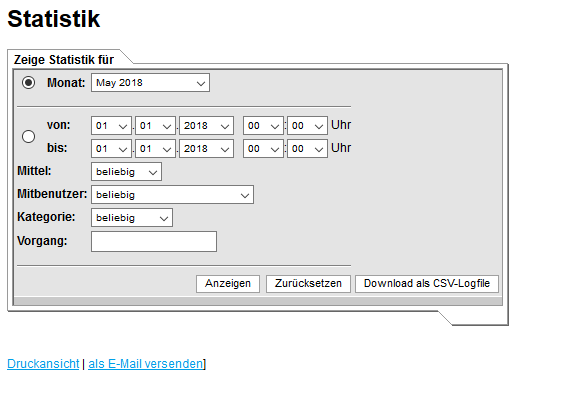 Statistik
Zeige Statistik für
Monat: May 2018
von: 01 . 01 . 2018 00 : 00 Uhr
bis: 01 . 01 . 2018 00 : 00 Uhr
Mittel: beliebig
Mitbenutzer: beliebig
Kategorie: beliebig
Vorgang:
Anzeigen Zurücksetzen Download als CSV-Logfile
Druckansicht | als E-Mail versenden]